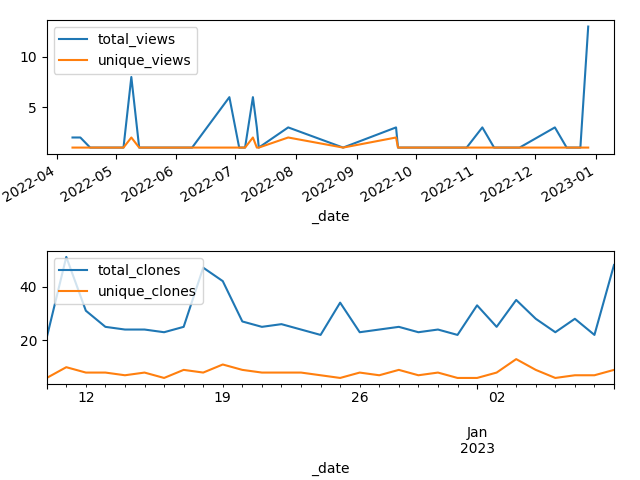 total_views
unique_views
10
5
2022-04
2022-05
2022-06
2022-07
2022-08
2022-09
2022-10
2022-11
2022-12
2023-01
_date
total_clones
unique_clones
40
20
12
19
26
02
Jan
2023
_date